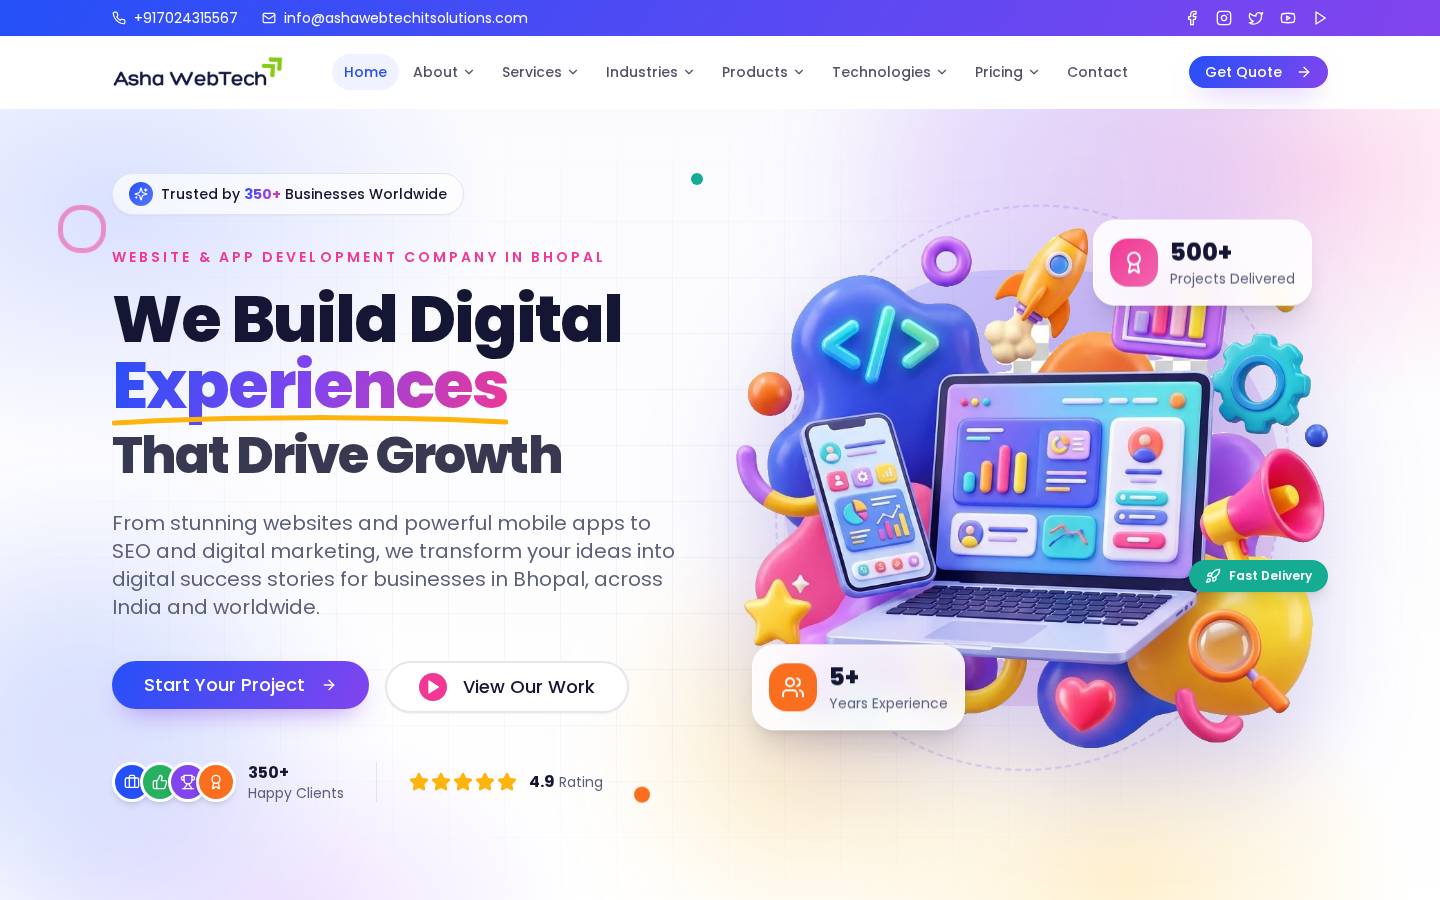 +917024315567
info@ashawebtechitsolutions.com
Asha WebTech
Home
About
Services
Industries
Products
Technologies
Pricing
Contact
Get Quote
Trusted by 350+ Businesses Worldwide
WEBSITE & APP DEVELOPMENT COMPANY IN BHOPAL
We Build Digital
Experiences
That Drive Growth
From stunning websites and powerful mobile apps to
SEO and digital marketing, we transform your ideas into
digital success stories for businesses in Bhopal, across
India and worldwide.
Start Your Project
View Our Work
350+
Happy Clients
4.9 Rating
500+
Projects Delivered
</>
Fast Delivery
5+
Years Experience